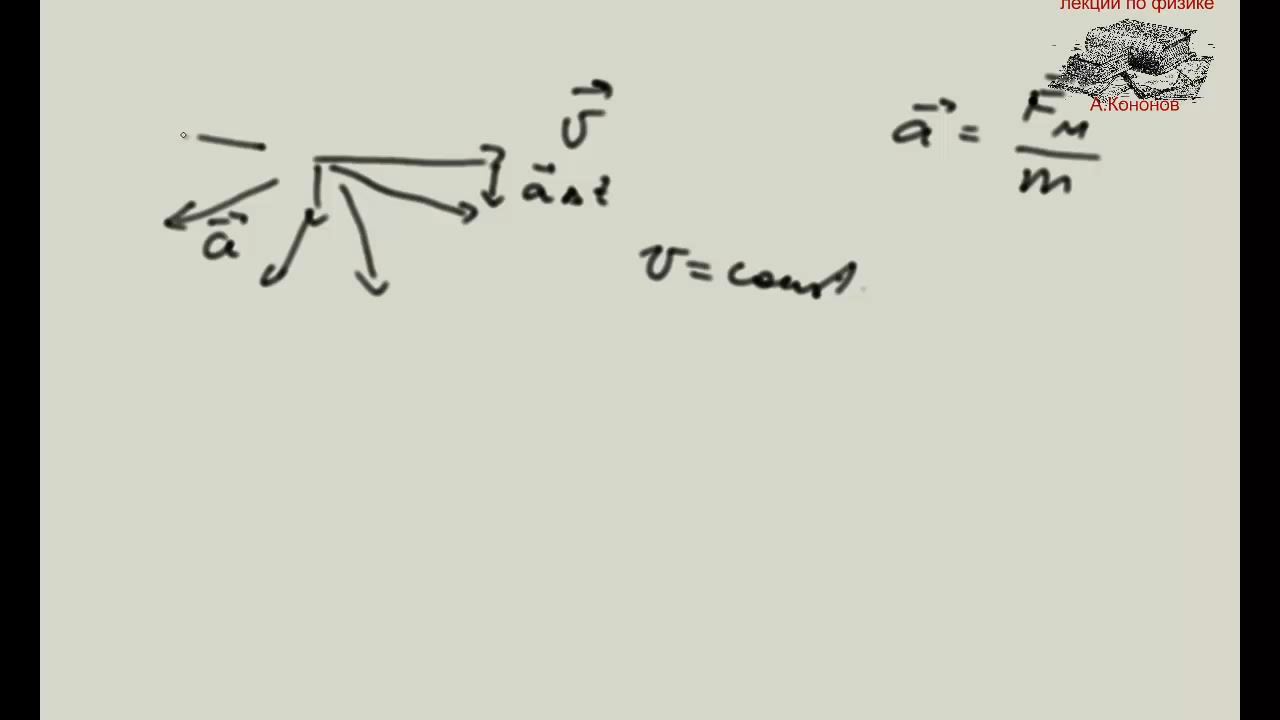 лекции по физике
А.Кононов
v⃗
a⃗ Δt
a⃗
a⃗ = F⃗м / m
v = const